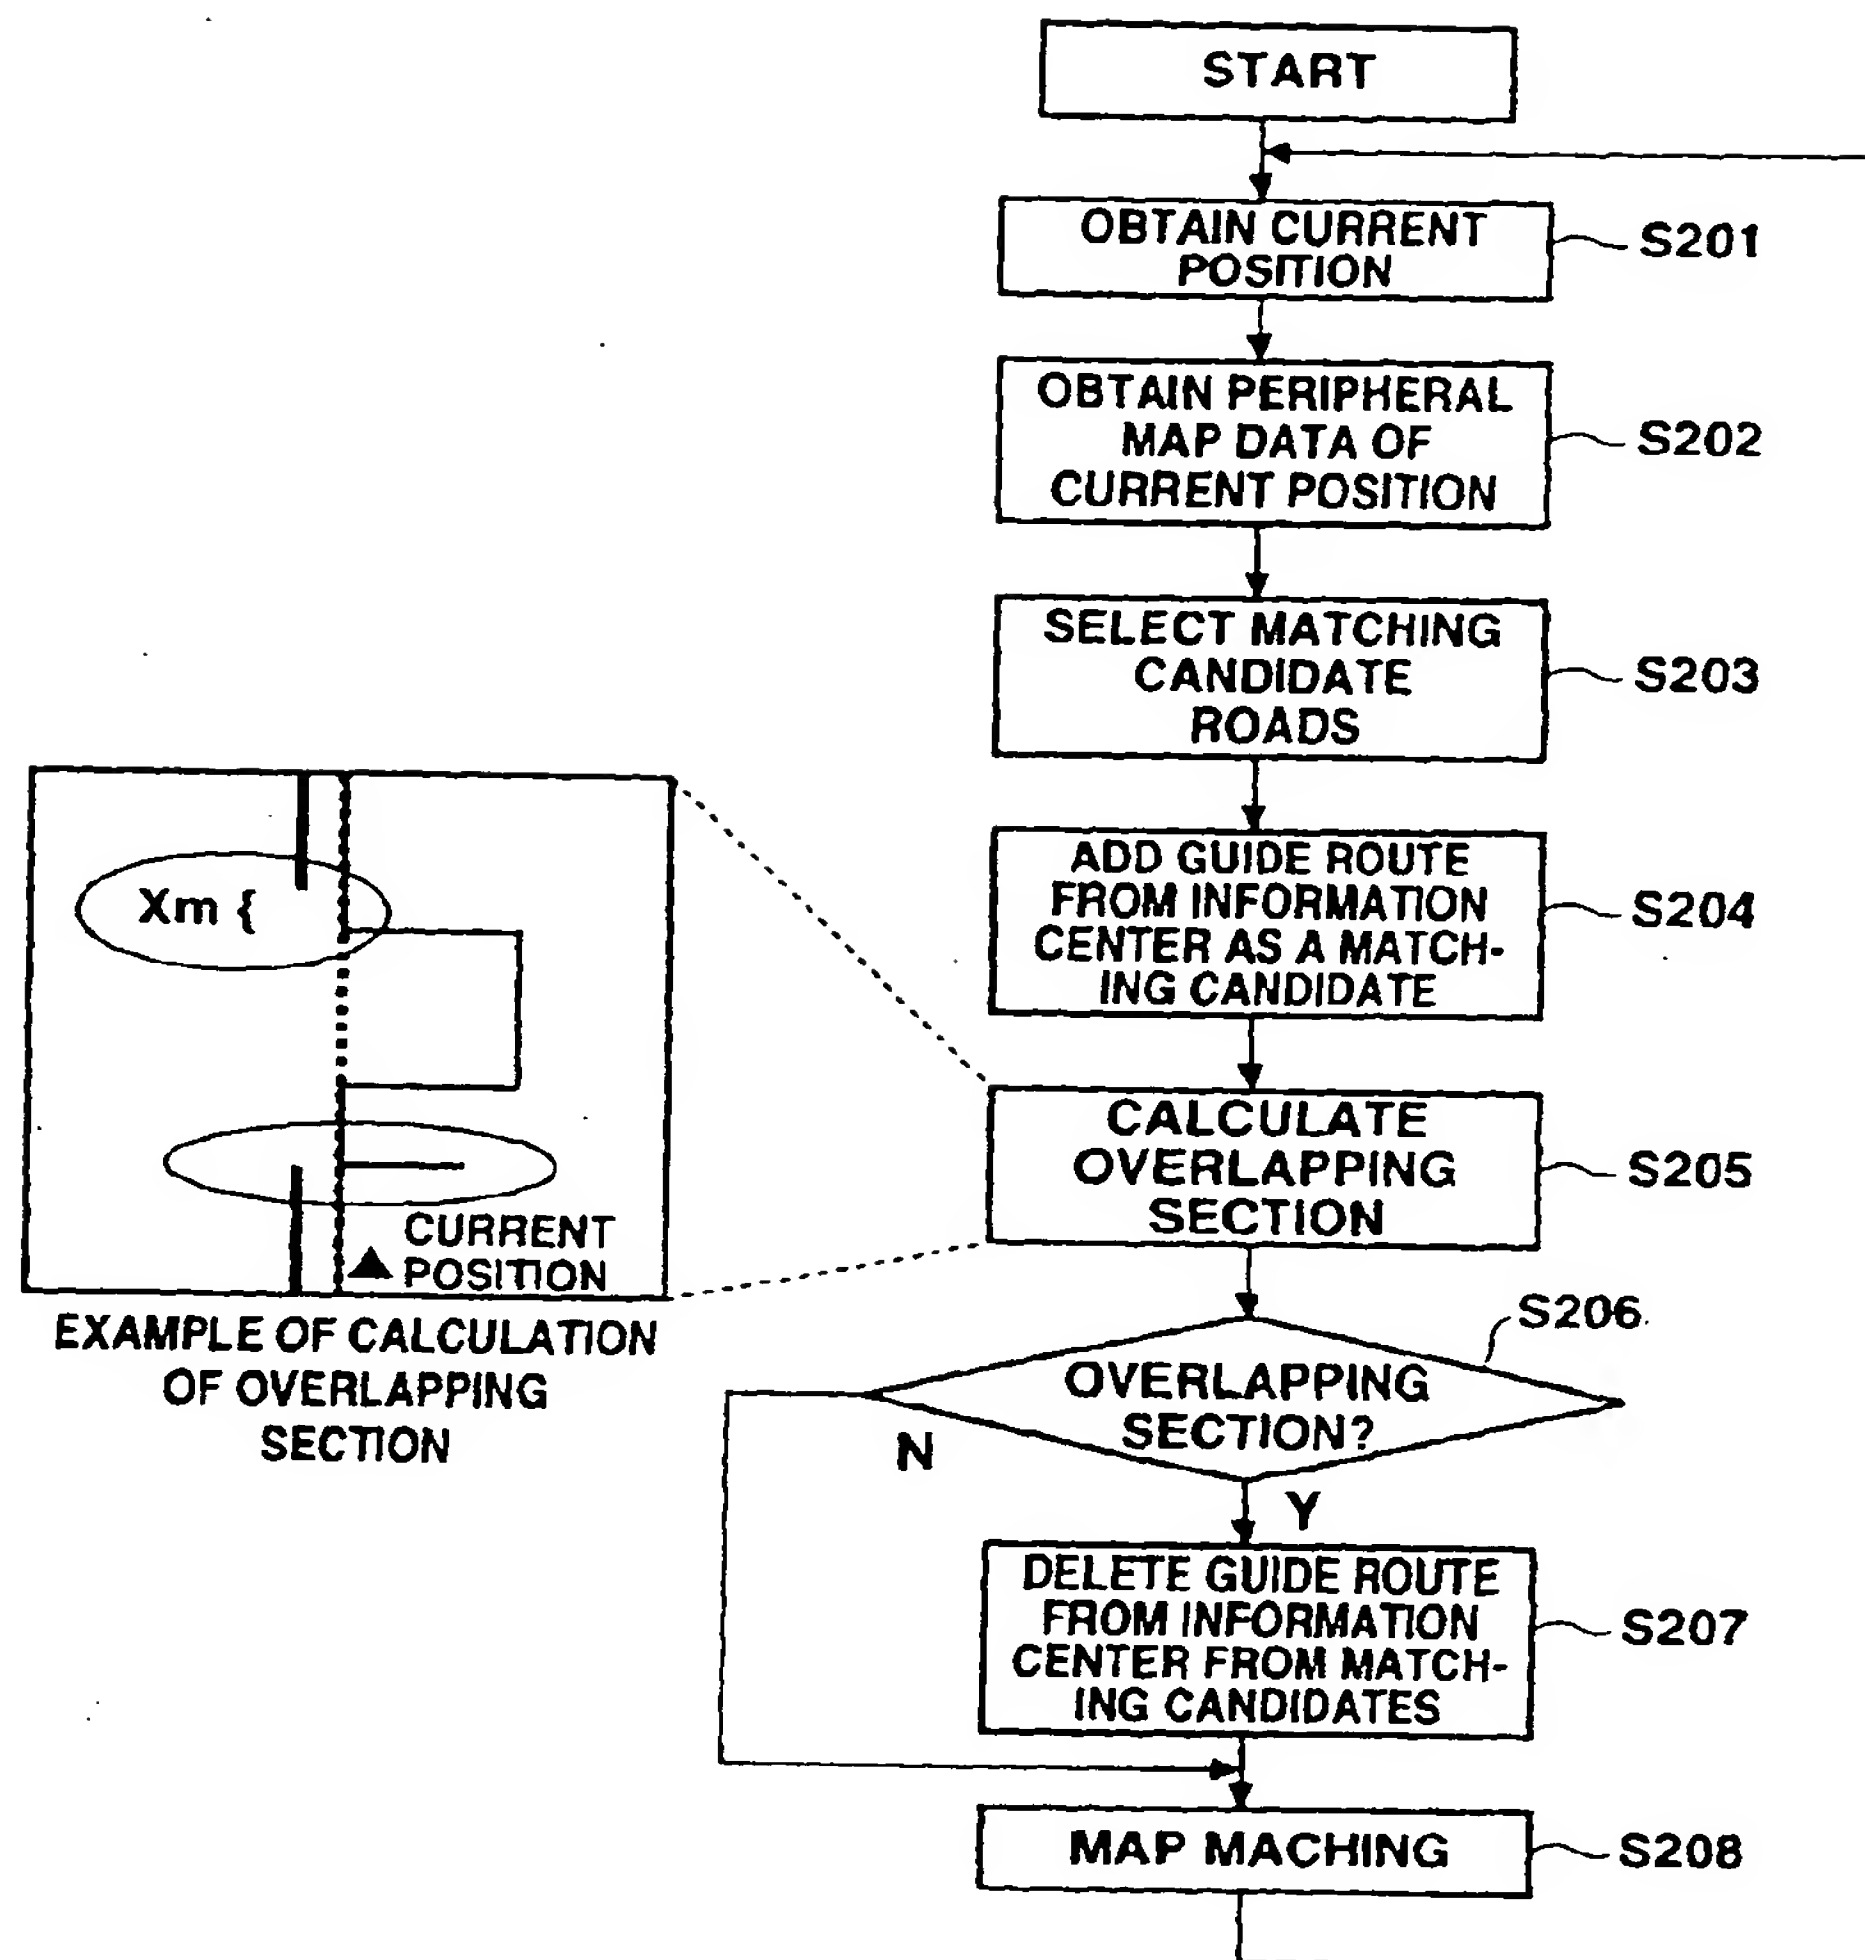 START
OBTAIN CURRENT
POSITION
S201
OBTAIN PERIPHERAL
MAP DATA OF
CURRENT POSITION
S202
SELECT MATCHING
CANDIDATE
ROADS
S203
ADD GUIDE ROUTE
FROM INFORMATION
CENTER AS A MATCH-
ING CANDIDATE
S204
Xm {
CURRENT
POSITION
EXAMPLE OF CALCULATION
OF OVERLAPPING
SECTION
CALCULATE
OVERLAPPING
SECTION
S205
OVERLAPPING
SECTION?
S206
N
Y
DELETE GUIDE ROUTE
FROM INFORMATION
CENTER FROM MATCH-
ING CANDIDATES
S207
MAP MACHING
S208